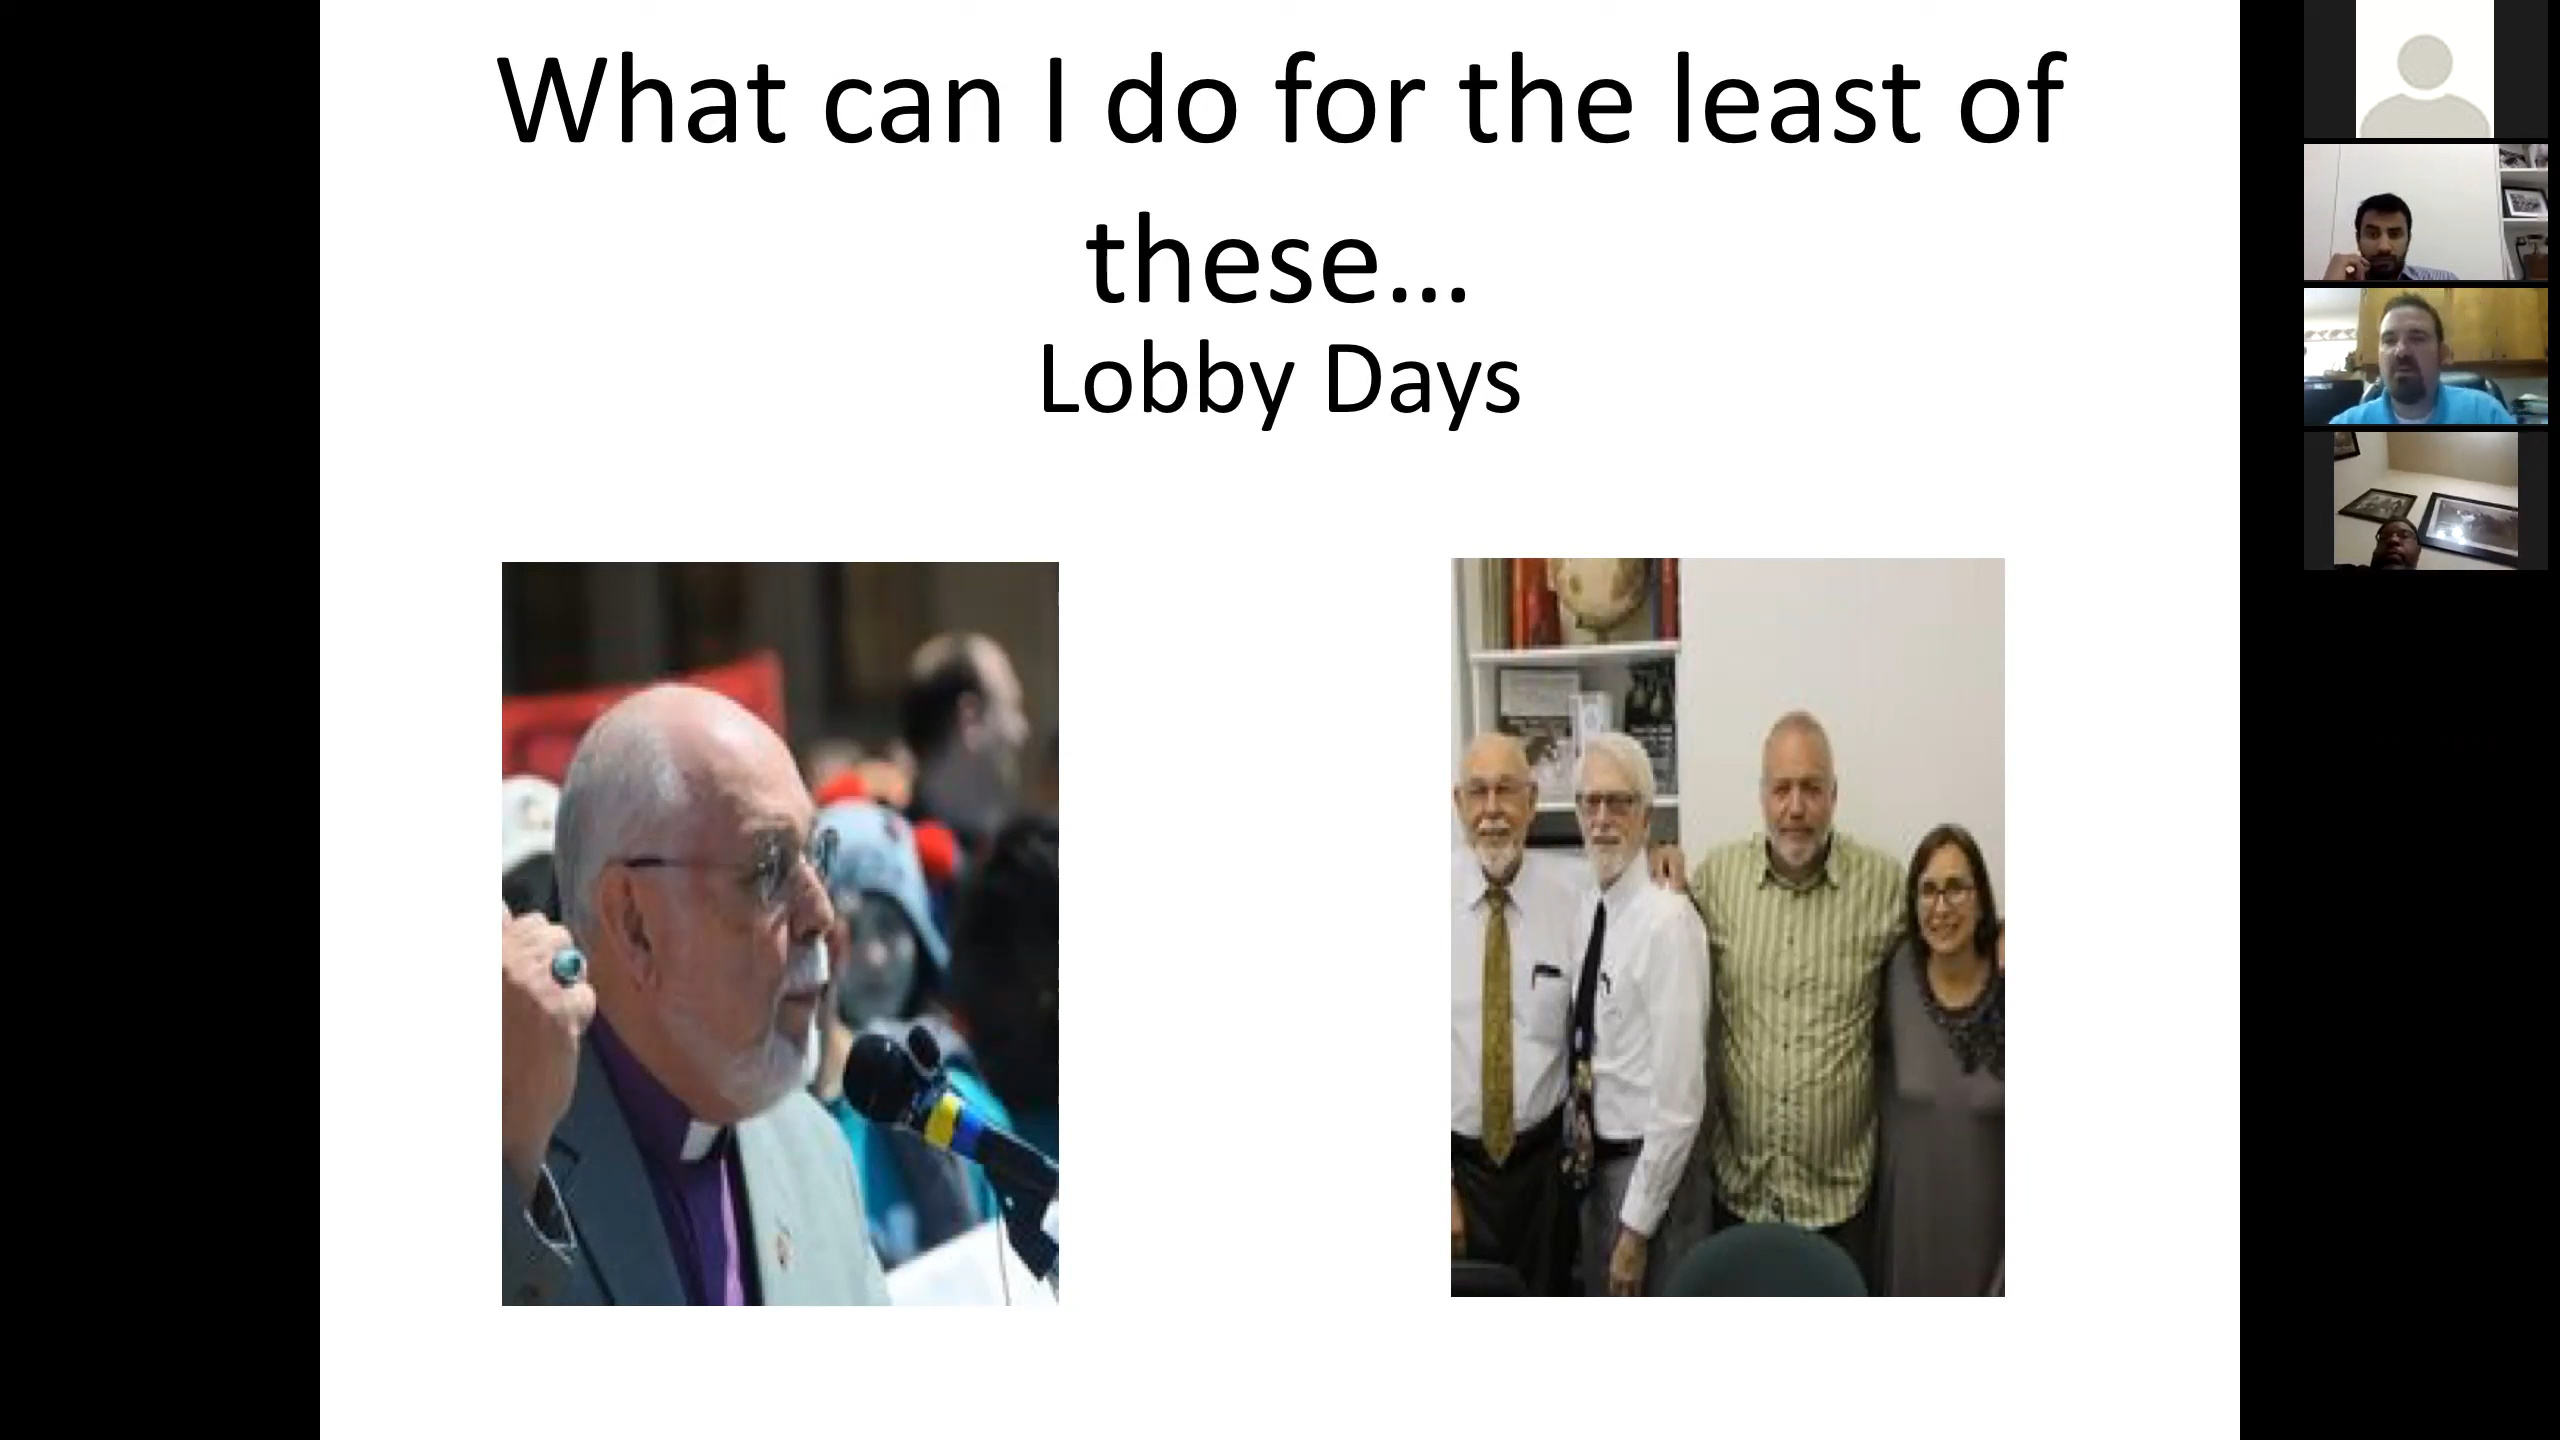 What can I do for the least of
these...
Lobby Days